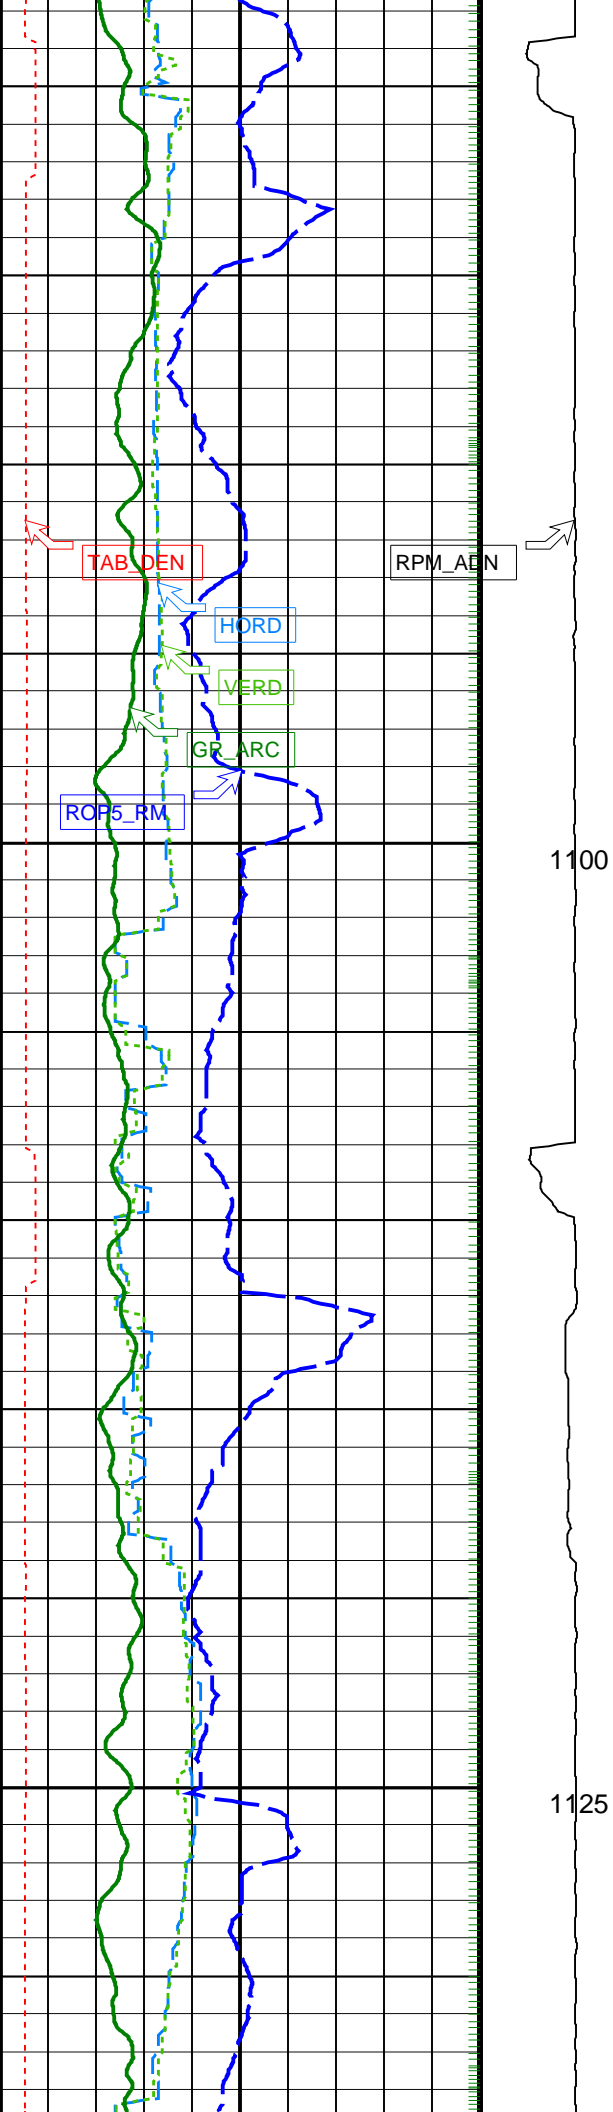 TAB_DEN
RPM_ADN
HORD
VERD
GR_ARC
ROP5_RM
1100
1125